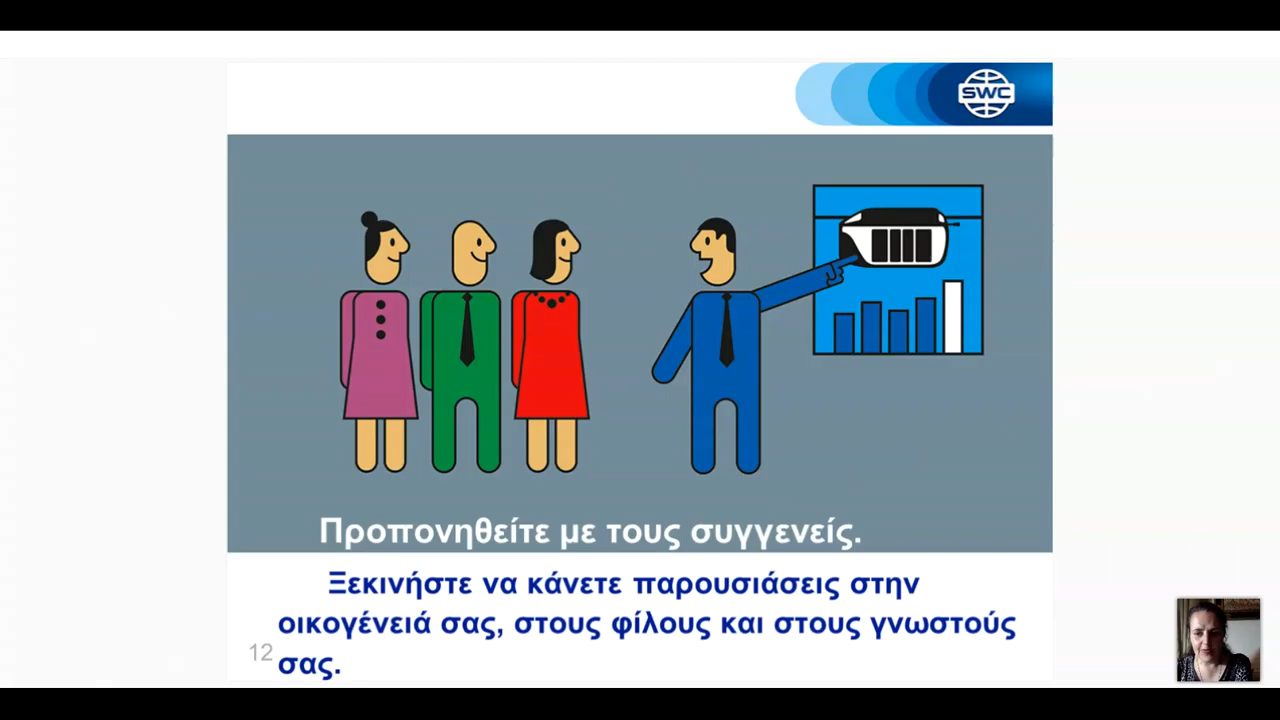 SWC
Προπονηθείτε με τους συγγενείς.
Ξεκινήστε να κάνετε παρουσιάσεις στην
οικογένειά σας, στους φίλους και στους γνωστούς
12 σας.